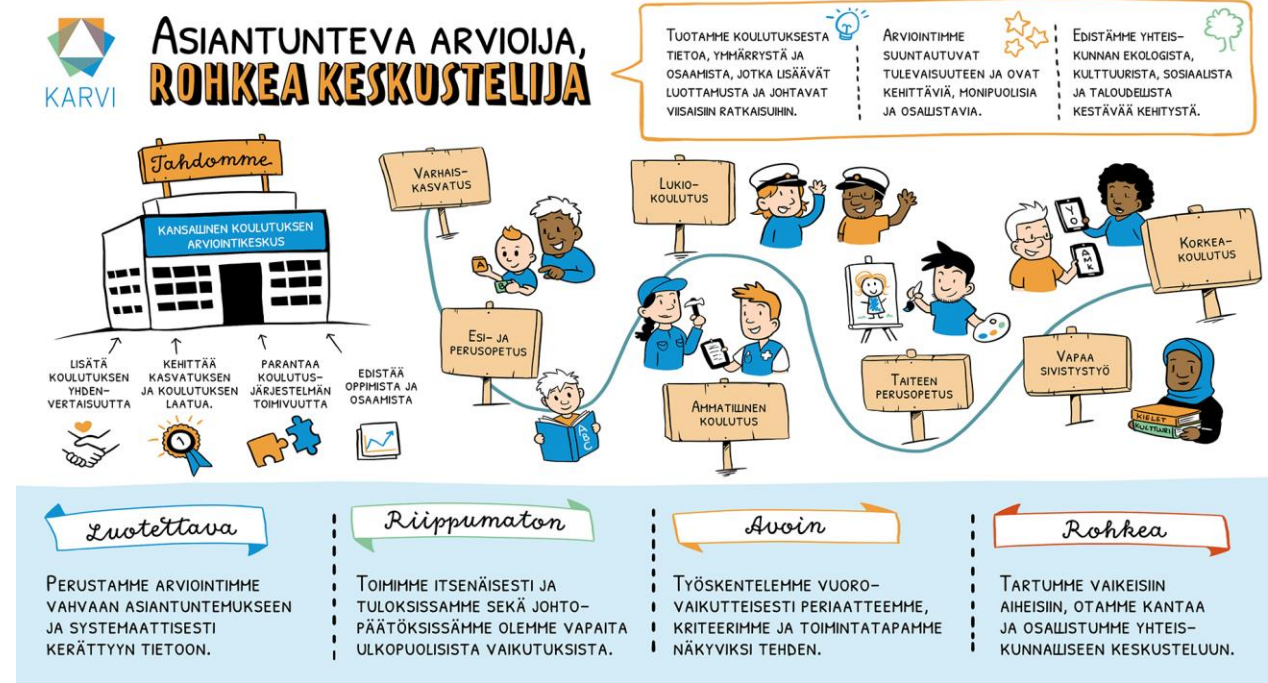 KARVI
ASIANTUNTEVA ARVIOIJA,
ROHKEA KESKUSTELIJA
TUOTAMME KOULUTUKSESTA
TIETOA, YMMÄRRYSTÄ JA
OSAAMISTA, JOTKA LISÄÄVÄT
LUOTTAMUSTA JA JOHTAVAT
VIISAISIIN RATKAISUIHIN.
ARVIOINTIMME
SUUNTAUTUVAT
TULEVAISUUTEEN JA OVAT
KEHITTÄVIÄ, MONIPUOLISIA
JA OSALLISTAVIA.
EDISTÄMME YHTEIS-
KUNNAN EKOLOGISTA,
KULTTUURISTA, SOSIAALISTA
JA TALOUDELLISTA
KESTÄVÄÄ KEHITYSTÄ.
Tahdomme
KANSALLINEN KOULUTUKSEN
ARVIOINTIKESKUS
LISÄTÄ
KOULUTUKSEN
YHDEN-
VERTAISUUTTA
KEHITTÄÄ
KASVATUKSEN
JA KOULUTUKSEN
LAATUA.
PARANTAA
KOULUTUS-
JÄRJESTELMÄN
TOIMIVUUTTA
EDISTÄÄ
OPPIMISTA JA
OSAAMISTA
1
VARHAIS-
KASVATUS
A
B
ESI- JA
PERUSOPETUS
ABC
LUKIO-
KOULUTUS
AMMATILLINEN
KOULUTUS
TAITEEN
PERUSOPETUS
VAPAA
SIVISTYSTYÖ
KIELET
KULTTUURI
YO
AMK
KORKEA-
KOULUTUS
Luotettava
PERUSTAMME ARVIOINTIMME
VAHVAAN ASIANTUNTEMUKSEEN
JA SYSTEMAATTISESTI
KERÄTTYYN TIETOON.
Riippumaton
TOIMIMME ITSENÄISESTI JA
TULOKSISSAMME SEKÄ JOHTO-
PÄÄTÖKSISSÄMME OLEMME VAPAITA
ULKOPUOLISISTA VAIKUTUKSISTA.
Avoin
TYÖSKENTELEMME VUORO-
VAIKUTTEISESTI PERIAATTEEMME,
KRITEERIMME JA TOIMINTATAPAMME
NÄKYVIKSI TEHDEN.
Rohkea
TARTUMME VAIKEISIIN
AIHEISIIN, OTAMME KANTAA
JA OSALLISTUMME YHTEIS-
KUNNALLISEEN KESKUSTELUUN.